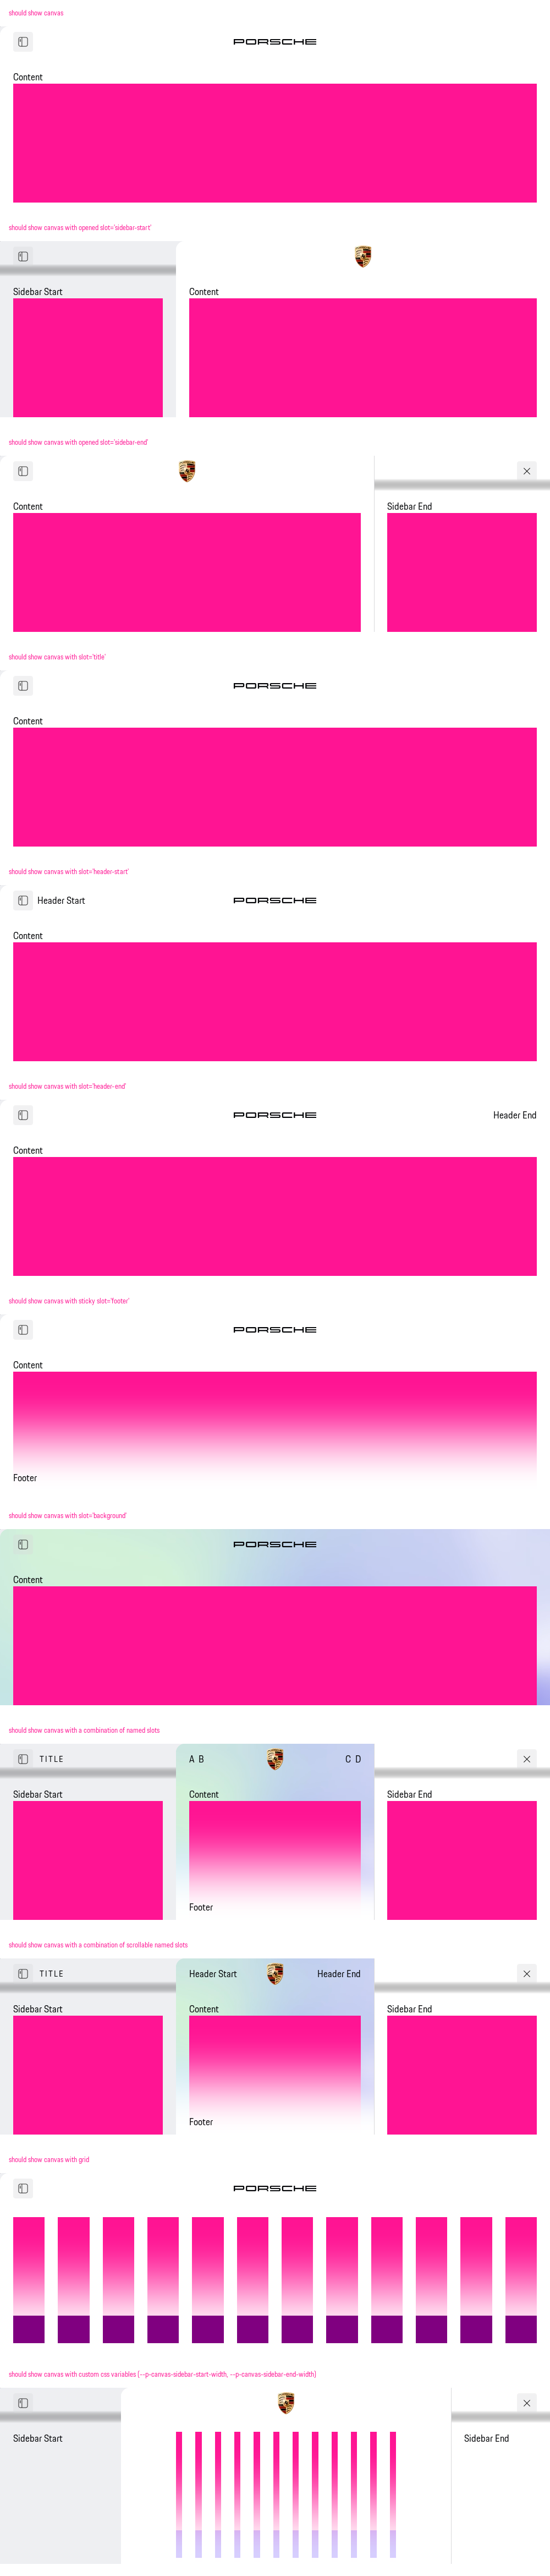 should show canvas
PORSCHE
Content
should show canvas with opened slot='sidebar-start'
Sidebar Start
Content
should show canvas with opened slot='sidebar-end'
Content
Sidebar End
should show canvas with slot='title'
PORSCHE
Content
should show canvas with slot='header-start'
Header Start
PORSCHE
Content
should show canvas with slot='header-end'
PORSCHE
Header End
Content
should show canvas with sticky slot='footer'
PORSCHE
Content
Footer
should show canvas with slot='background'
PORSCHE
Content
should show canvas with a combination of named slots
TITLE
A B
C D
Sidebar Start
Content
Sidebar End
Footer
should show canvas with a combination of scrollable named slots
TITLE
Header Start
Header End
Sidebar Start
Content
Sidebar End
Footer
should show canvas with grid
PORSCHE
should show canvas with custom css variables (--p-canvas-sidebar-start-width, --p-canvas-sidebar-end-width)
Sidebar Start
Sidebar End